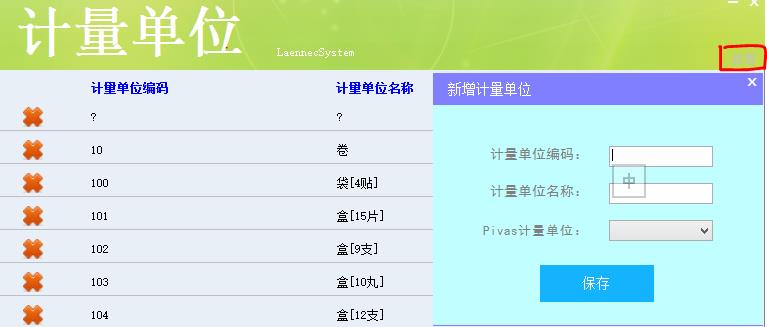 计量单位
LaennecSystem
计量单位编码 计量单位名称
? ?
10 卷
100 袋[4贴]
101 盒[15片]
102 盒[9支]
103 盒[10丸]
104 盒[12支]
新增计量单位
计量单位编码：
中
计量单位名称：
Pivas计量单位：
保存